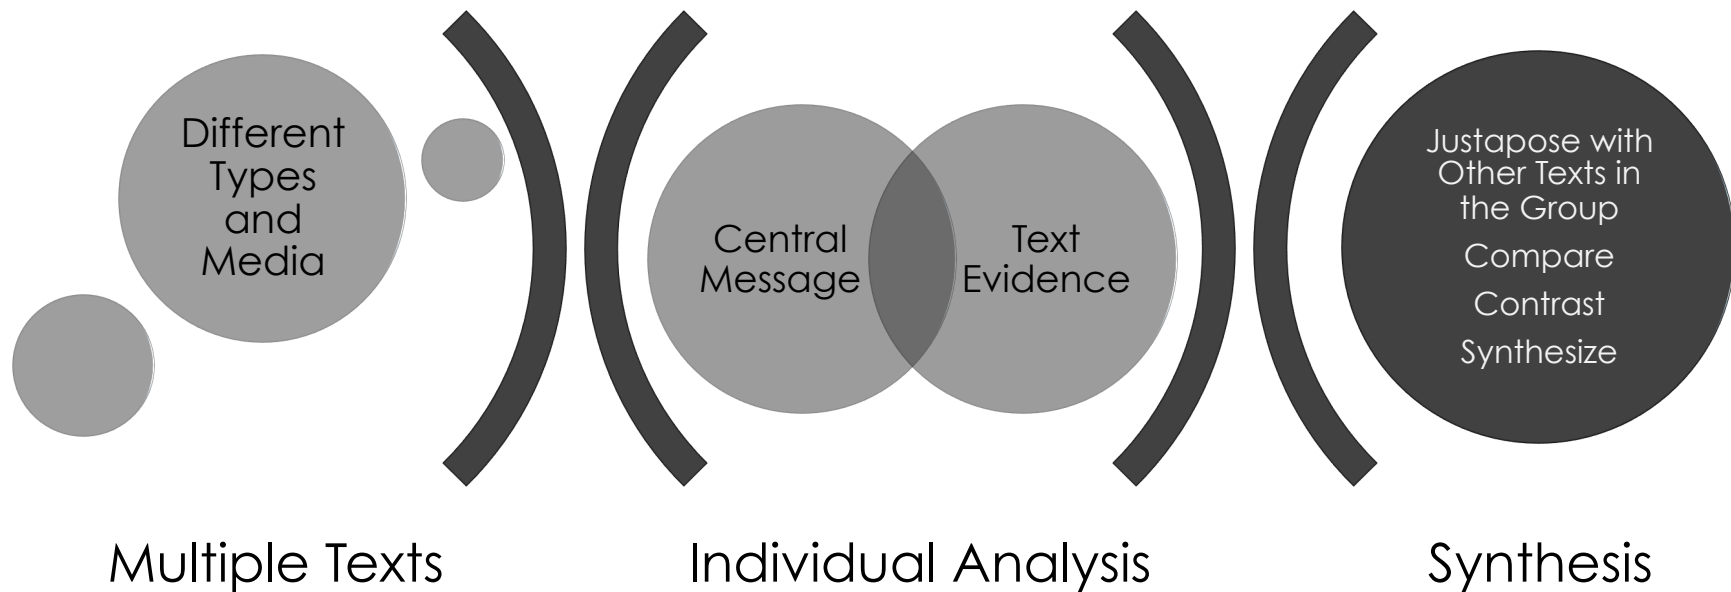 Different
Types
and
Media
Central
Message
Text
Evidence
Justapose with
Other Texts in
the Group
Compare
Contrast
Synthesize
Multiple Texts
Individual Analysis
Synthesis